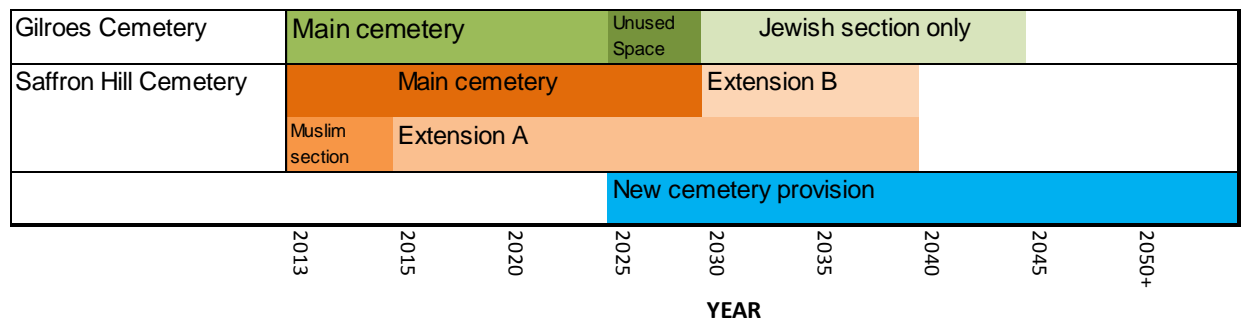 Gilroes Cemetery
Main cemetery
Unused
Space
Jewish section only
Saffron Hill Cemetery
Main cemetery
Extension B
Muslim
section
Extension A
New cemetery provision
2013
2015
2020
2025
2030
2035
2040
2045
2050+
YEAR